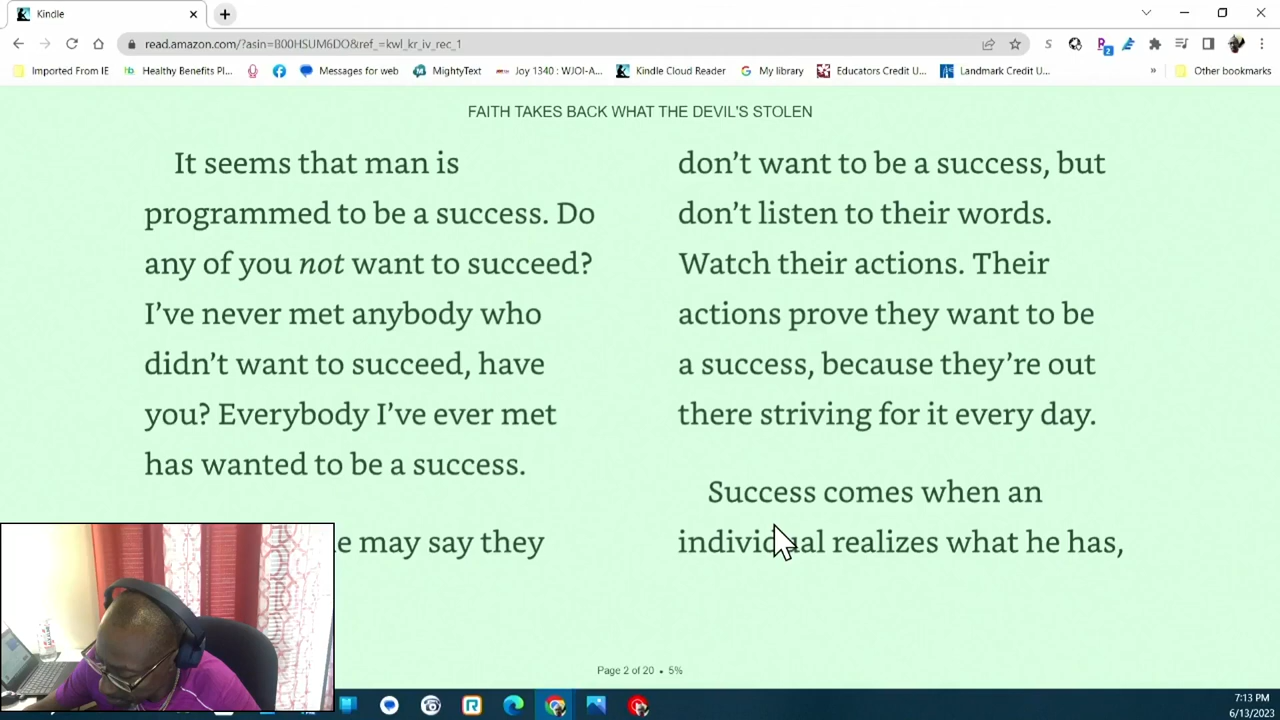 Kindle
read.amazon.com/?asin=B00HSUM6DO&ref_=kwl_kr_iv_rec_1
Imported From IE
Healthy Benefits Pl...
Messages for web
MightyText
Joy 1340 : WJOI-A...
Kindle Cloud Reader
My library
Educators Credit U...
Landmark Credit U...
»
Other bookmarks
FAITH TAKES BACK WHAT THE DEVIL'S STOLEN
It seems that man is
programmed to be a success. Do
any of you not want to succeed?
I've never met anybody who
didn't want to succeed, have
you? Everybody I've ever met
has wanted to be a success.
may say they
don't want to be a success, but
don't listen to their words.
Watch their actions. Their
actions prove they want to be
a success, because they're out
there striving for it every day.
Success comes when an
individual realizes what he has,
Page 2 of 20 • 5%
7:13 PM
6/13/2023